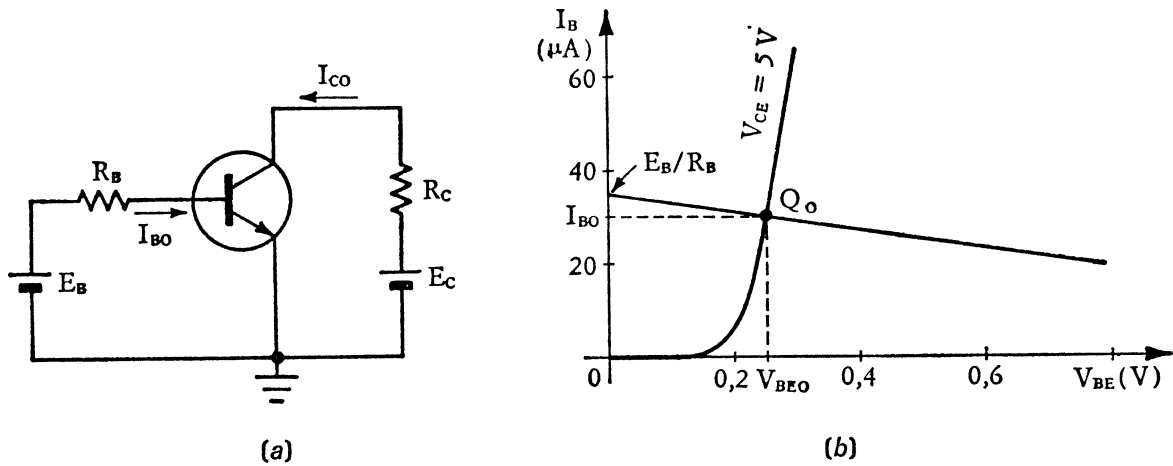 I_CO
R_B
I_BO
E_B
R_C
E_C
(a)
I_B
(μA)
60
40
I_BO
20
0
V_CE = 5V
E_B/R_B
Q_o
0,2
V_BEO
0,4
0,6
V_BE (V)
(b)